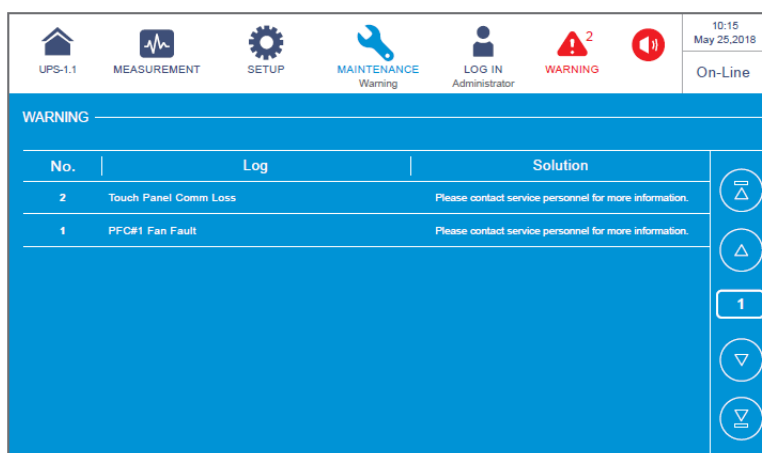 2
10:15
May 25,2018
UPS-1.1
MEASUREMENT
SETUP
MAINTENANCE
LOG IN
WARNING
Warning
Administrator
On-Line
WARNING
No. Log Solution
2 Touch Panel Comm Loss Please contact service personnel for more information.
1 PFC#1 Fan Fault Please contact service personnel for more information.
1